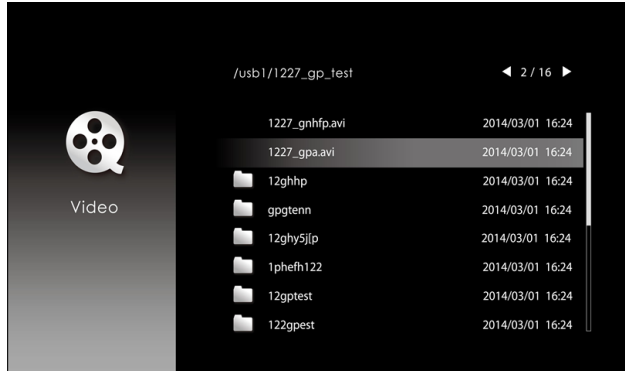 /usb1/1227_gp_test 2 / 16
1227_gnhfp.avi 2014/03/01 16:24
1227_gpa.avi 2014/03/01 16:24
12ghhp 2014/03/01 16:24
Video
gpgtenn 2014/03/01 16:24
12ghy5j[p 2014/03/01 16:24
1phefh122 2014/03/01 16:24
12gptest 2014/03/01 16:24
122gpest 2014/03/01 16:24